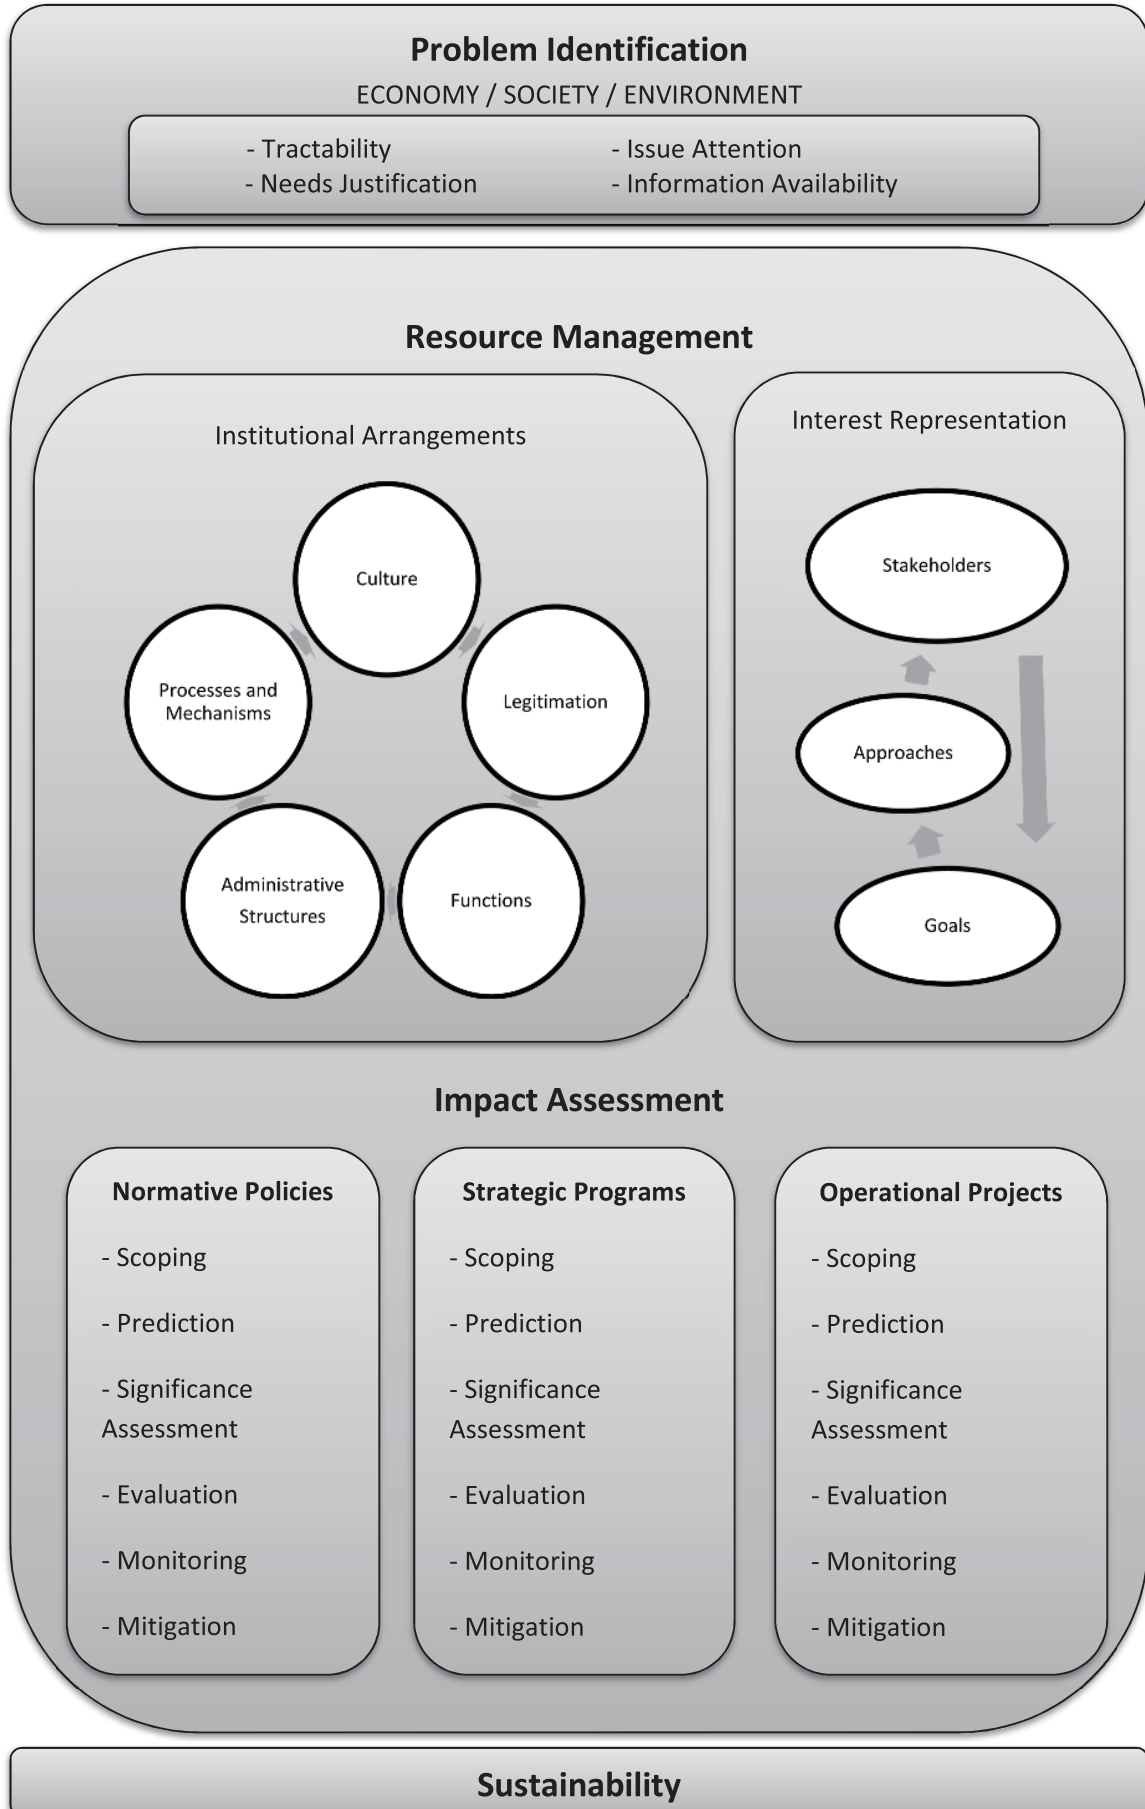 Problem Identification
ECONOMY / SOCIETY / ENVIRONMENT
- Tractability
- Needs Justification
- Issue Attention
- Information Availability
Resource Management
Institutional Arrangements
Culture
Legitimation
Functions
Administrative
Structures
Processes and
Mechanisms
Interest Representation
Stakeholders
Approaches
Goals
Impact Assessment
Normative Policies
- Scoping
- Prediction
- Significance
Assessment
- Evaluation
- Monitoring
- Mitigation
Strategic Programs
- Scoping
- Prediction
- Significance
Assessment
- Evaluation
- Monitoring
- Mitigation
Operational Projects
- Scoping
- Prediction
- Significance
Assessment
- Evaluation
- Monitoring
- Mitigation
Sustainability